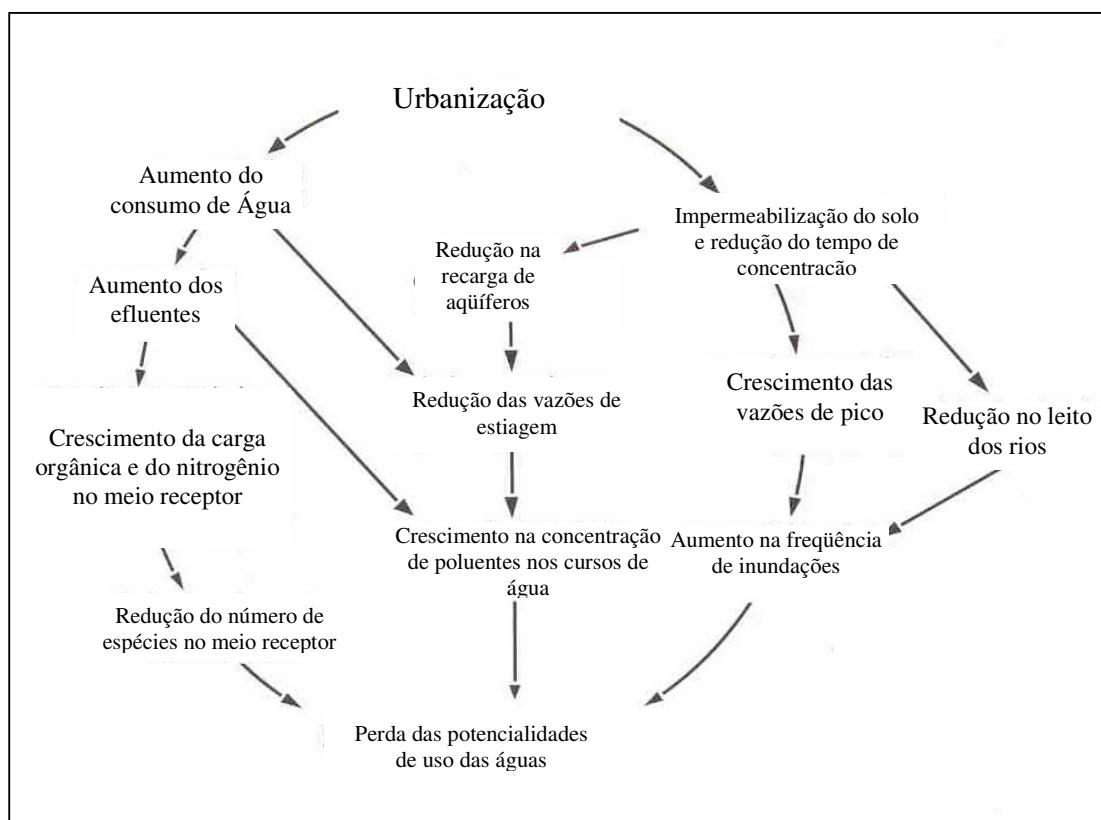 Urbanização
Aumento do
consumo de Água
Impermeabilização do solo
e redução do tempo de
concentracão
Redução na
recarga de
aqüíferos
Aumento dos
efluentes
Redução das vazões de
estiagem
Crescimento das
vazões de pico
Redução no leito
dos rios
Crescimento da carga
orgânica e do nitrogênio
no meio receptor
Crescimento na concentração
de poluentes nos cursos de
água
Aumento na freqüência
de inundações
Redução do número de
espécies no meio receptor
Perda das potencialidades
de uso das águas